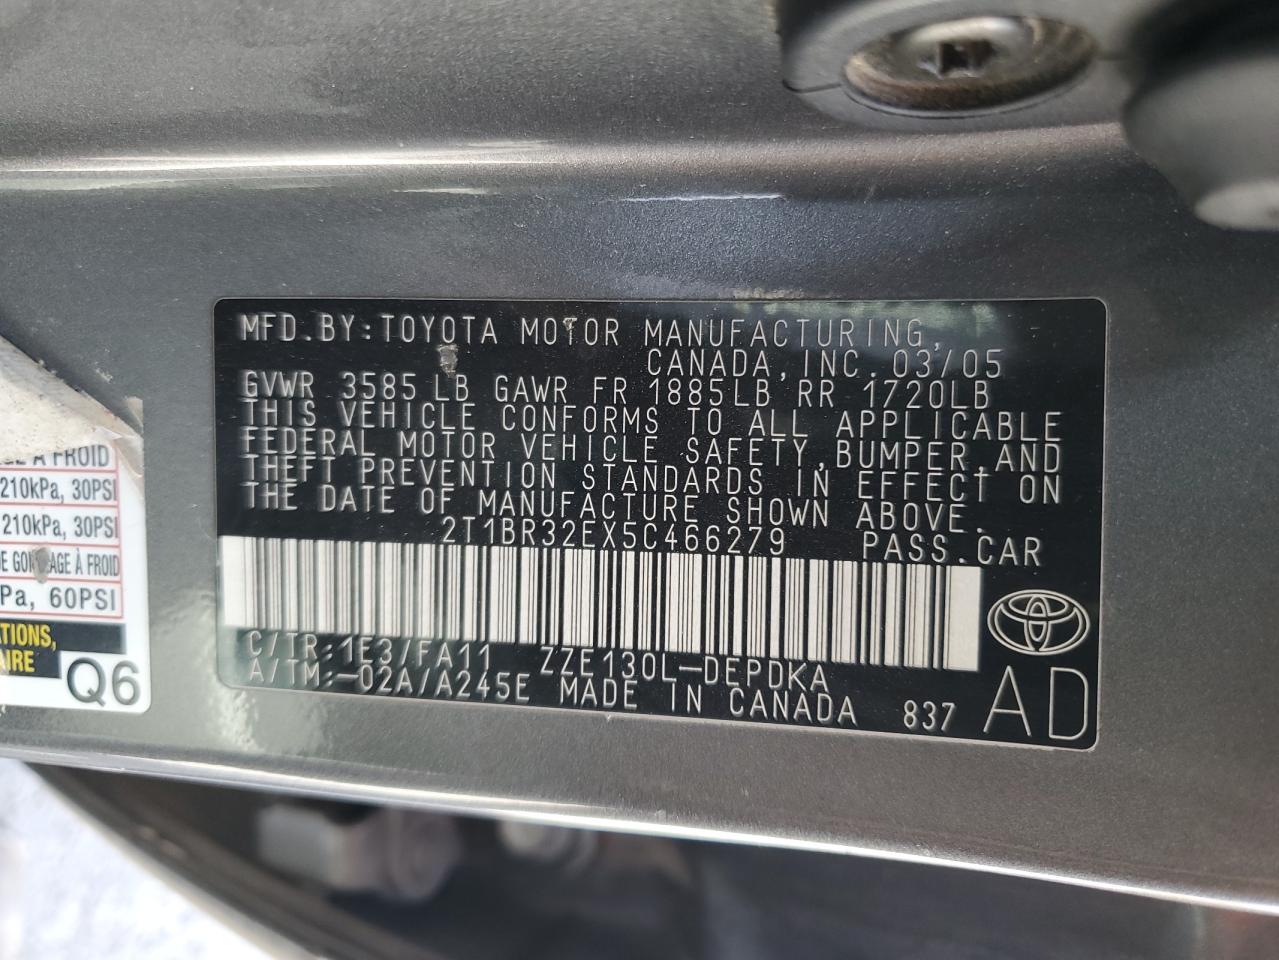 MFD.BY:TOYOTA MOTOR MANUFACTURING,
CANADA, INC. 03/05
GVWR 3585LB GAWR FR 1885LB RR 1720LB
THIS VEHICLE CONFORMS TO ALL APPLICABLE
FEDERAL MOTOR VEHICLE SAFETY,BUMPER,AND
THEFT PREVENTION STANDARDS IN EFFECT ON
THE DATE OF MANUFACTURE SHOWN ABOVE.
2T1BR32EX5C466279 PASS.CAR
C/TR:1E3/FA11 ZZE130L-DEPDKA
A/TM:-02A/A245E MADE IN CANADA 837
AD
À FROID
210kPa, 30PSI
210kPa, 30PSI
À FROID
60PSI
Q6